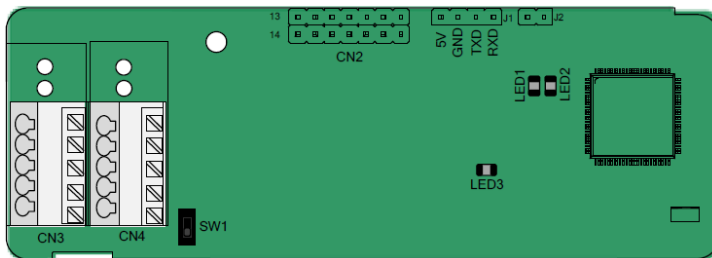 13
14
CN2
5V
GND
TXD
RXD
J1
J2
LED1
LED2
LED3
CN3
CN4
SW1